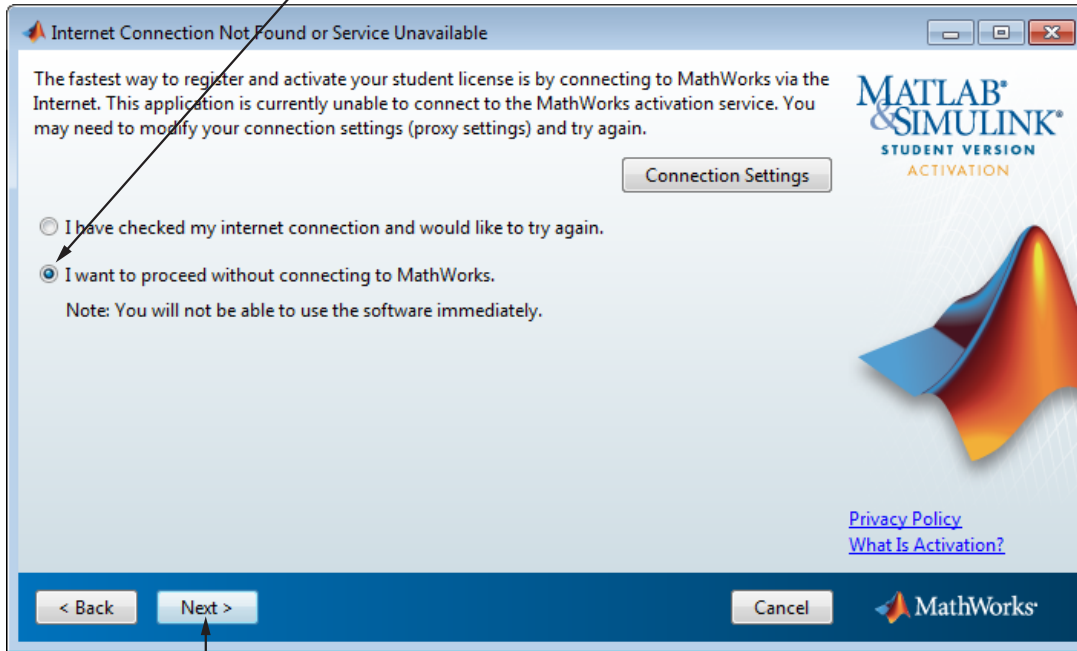 Internet Connection Not Found or Service Unavailable
The fastest way to register and activate your student license is by connecting to MathWorks via the
Internet. This application is currently unable to connect to the MathWorks activation service. You
may need to modify your connection settings (proxy settings) and try again.
MATLAB®
&SIMULINK®
STUDENT VERSION
ACTIVATION
Connection Settings
I have checked my internet connection and would like to try again.
I want to proceed without connecting to MathWorks.
Note: You will not be able to use the software immediately.
Privacy Policy
What Is Activation?
< Back Next > Cancel MathWorks®